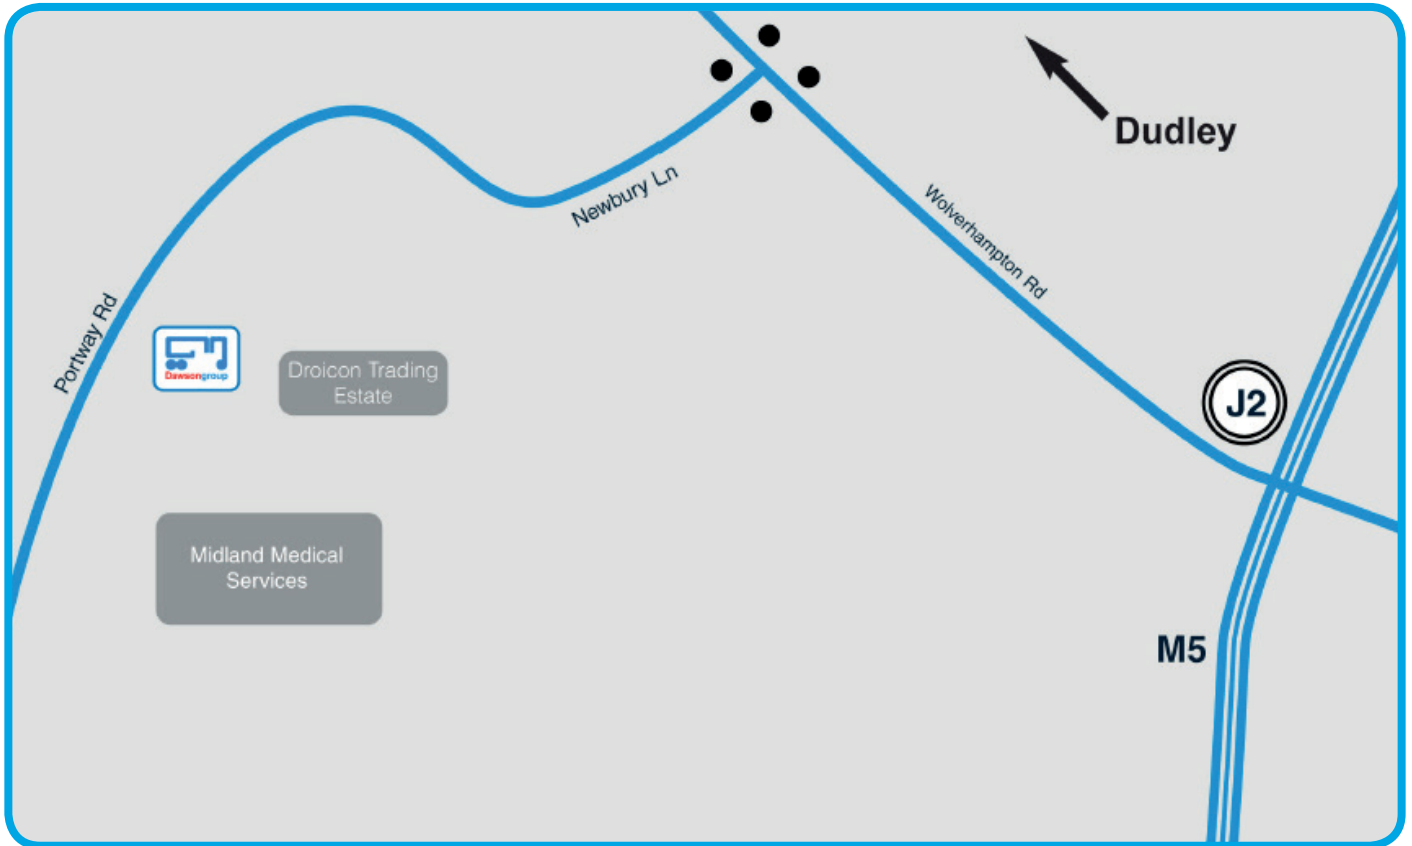 Dudley
Newbury Ln
Wolverhampton Rd
Portway Rd
Dawsongroup
Droicon Trading
Estate
J2
Midland Medical
Services
M5